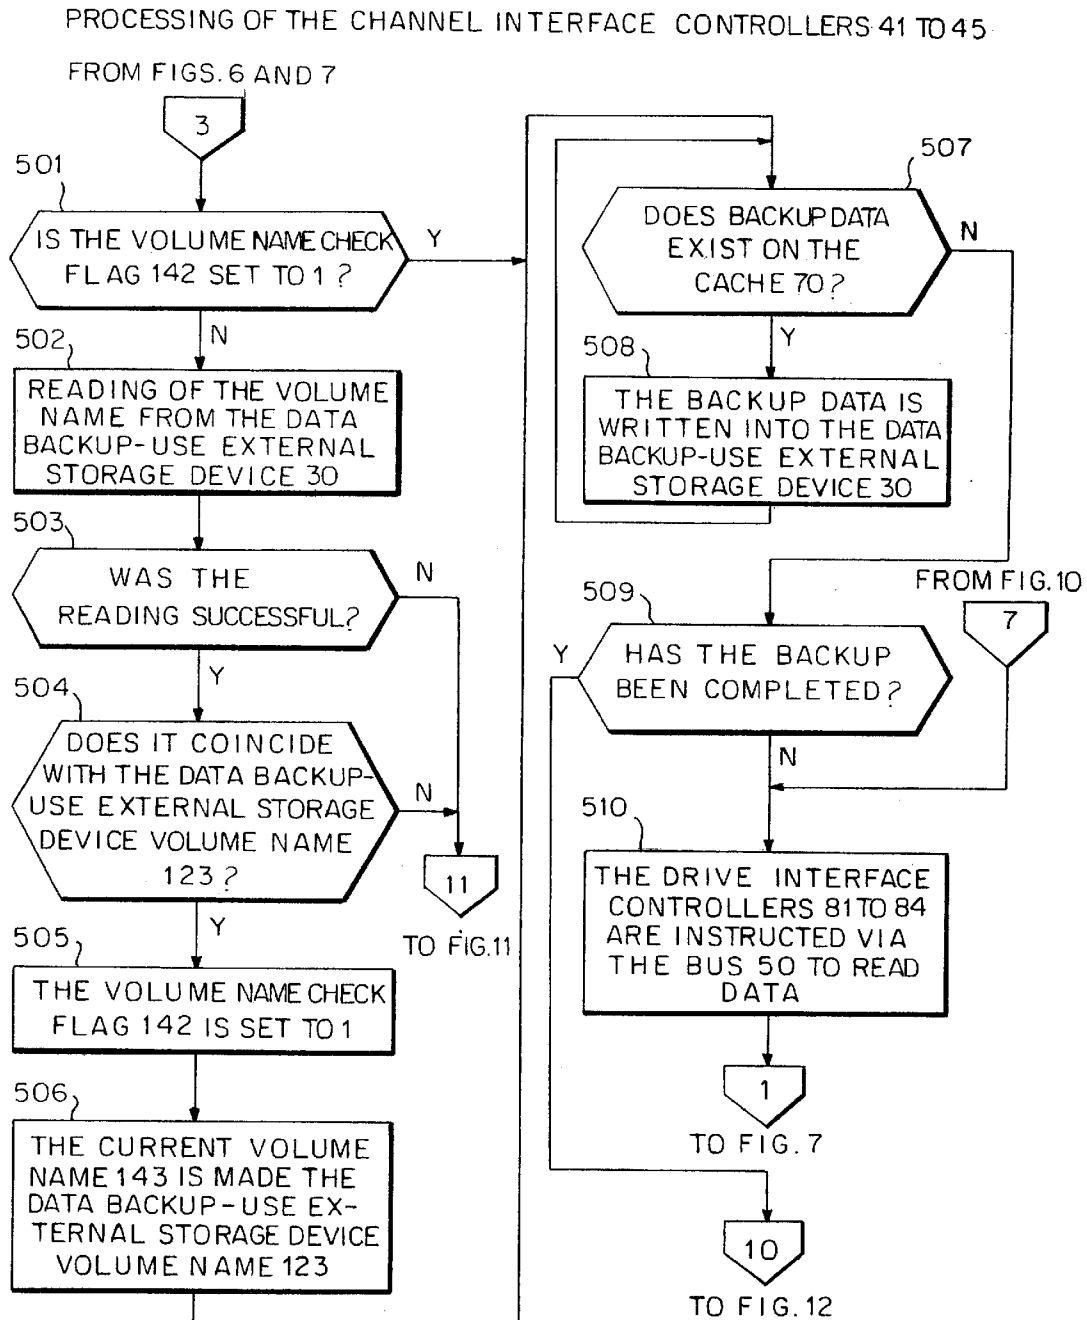 PROCESSING OF THE CHANNEL INTERFACE CONTROLLERS 41 TO 45
FROM FIGS. 6 AND 7
3
501
IS THE VOLUME NAME CHECK
FLAG 142 SET TO 1 ?
Y
N
502
READING OF THE VOLUME
NAME FROM THE DATA
BACKUP-USE EXTERNAL
STORAGE DEVICE 30
503
WAS THE
READING SUCCESSFUL?
N
Y
504
DOES IT COINCIDE
WITH THE DATA BACKUP-
USE EXTERNAL STORAGE
DEVICE VOLUME NAME
123 ?
N
Y
11
TO FIG. 11
505
THE VOLUME NAME CHECK
FLAG 142 IS SET TO 1
506
THE CURRENT VOLUME
NAME 143 IS MADE THE
DATA BACKUP-USE EX-
TERNAL STORAGE DEVICE
VOLUME NAME 123
507
DOES BACKUP DATA
EXIST ON THE
CACHE 70 ?
N
Y
508
THE BACKUP DATA IS
WRITTEN INTO THE DATA
BACKUP-USE EXTERNAL
STORAGE DEVICE 30
FROM FIG. 10
7
509
HAS THE BACKUP
BEEN COMPLETED ?
Y
N
510
THE DRIVE INTERFACE
CONTROLLERS 81 TO 84
ARE INSTRUCTED VIA
THE BUS 50 TO READ
DATA
1
TO FIG. 7
10
TO FIG. 12